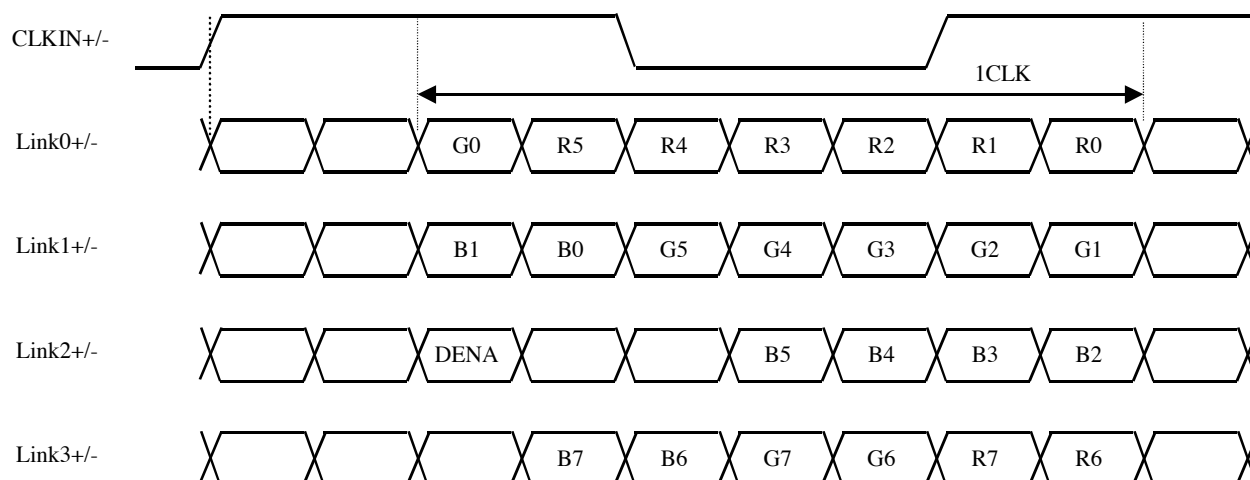 CLKIN+/-
1CLK
Link0+/- G0 R5 R4 R3 R2 R1 R0
Link1+/- B1 B0 G5 G4 G3 G2 G1
Link2+/- DENA B5 B4 B3 B2
Link3+/- B7 B6 G7 G6 R7 R6